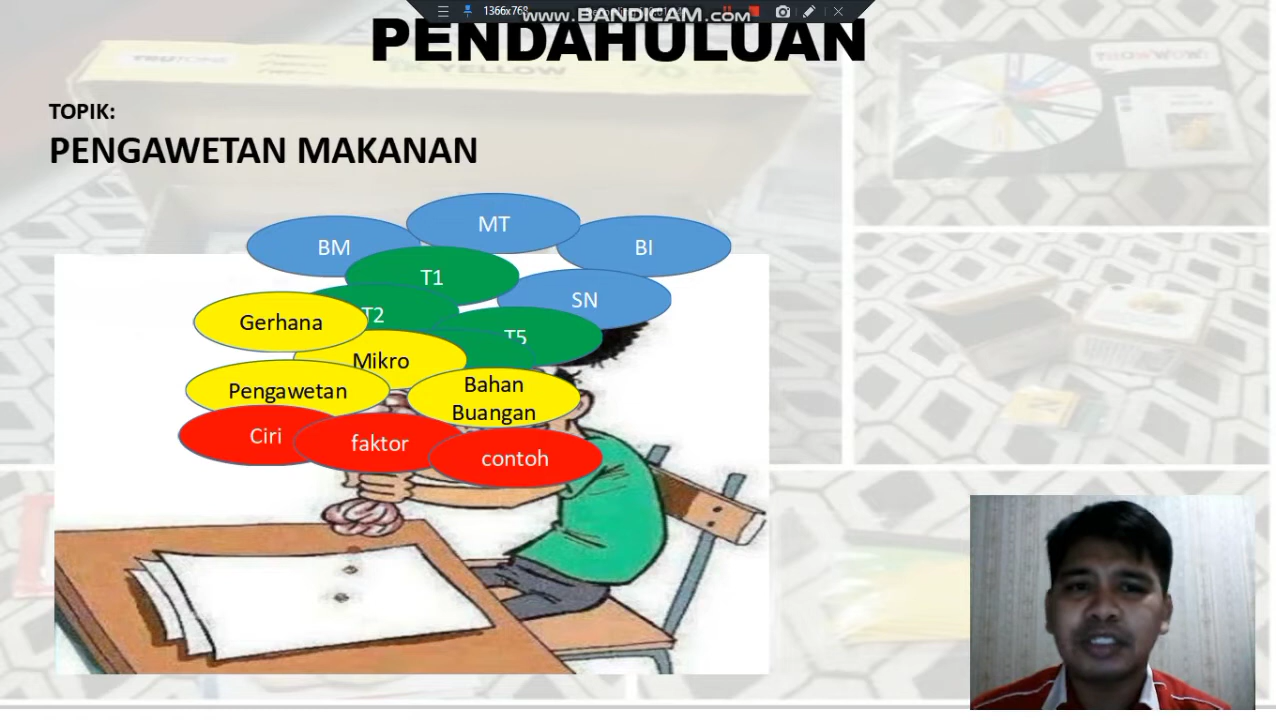 1366x768
www.BANDICAM.com
PENDAHULUAN
TOPIK:
PENGAWETAN MAKANAN
MT
BM
BI
T1
SN
T2
Gerhana
T5
Mikro
Pengawetan
Bahan
Buangan
Ciri
faktor
contoh
YELLOW